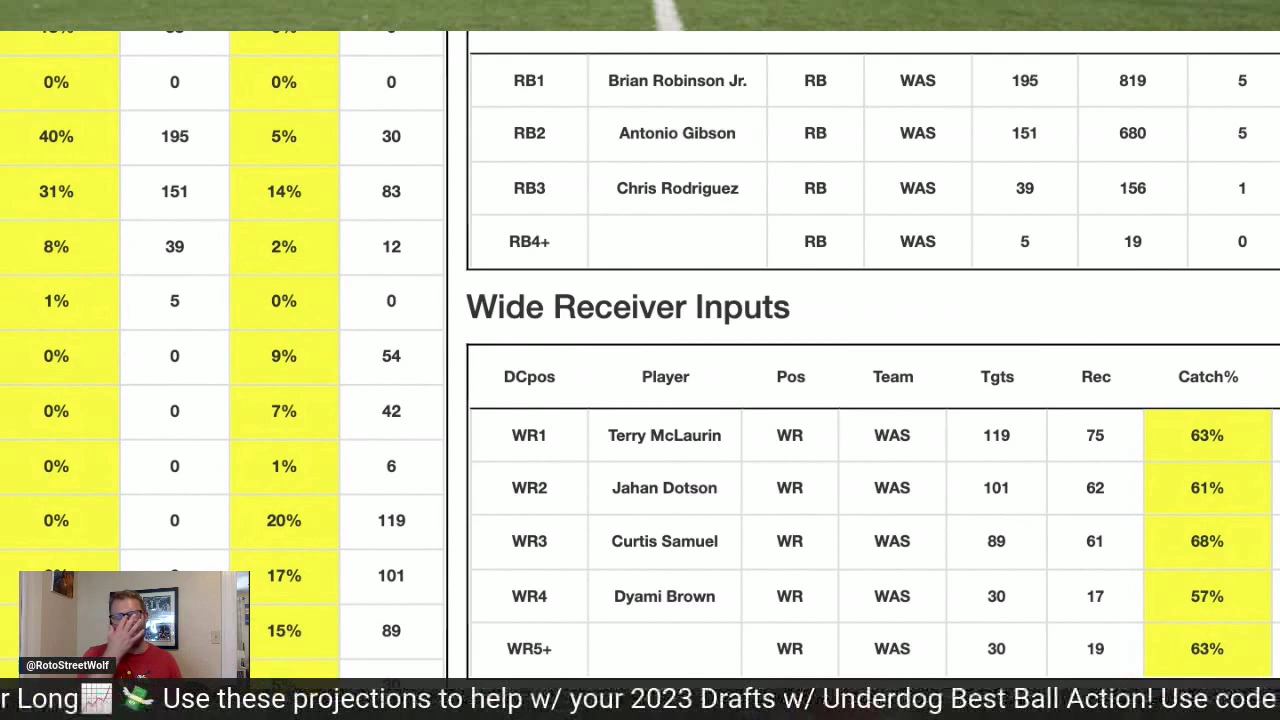 0% 0 0% 0
40% 195 5% 30
31% 151 14% 83
8% 39 2% 12
1% 5 0% 0
0% 0 9% 54
0% 0 7% 42
0% 0 1% 6
0% 0 20% 119
17% 101
15% 89
RB1 Brian Robinson Jr. RB WAS 195 819 5
RB2 Antonio Gibson RB WAS 151 680 5
RB3 Chris Rodriguez RB WAS 39 156 1
RB4+ RB WAS 5 19 0
Wide Receiver Inputs
DCpos Player Pos Team Tgts Rec Catch%
WR1 Terry McLaurin WR WAS 119 75 63%
WR2 Jahan Dotson WR WAS 101 62 61%
WR3 Curtis Samuel WR WAS 89 61 68%
WR4 Dyami Brown WR WAS 30 17 57%
WR5+ WR WAS 30 19 63%
@RotoStreetWolf
r Long📈 💸 Use these projections to help w/ your 2023 Drafts w/ Underdog Best Ball Action! Use code